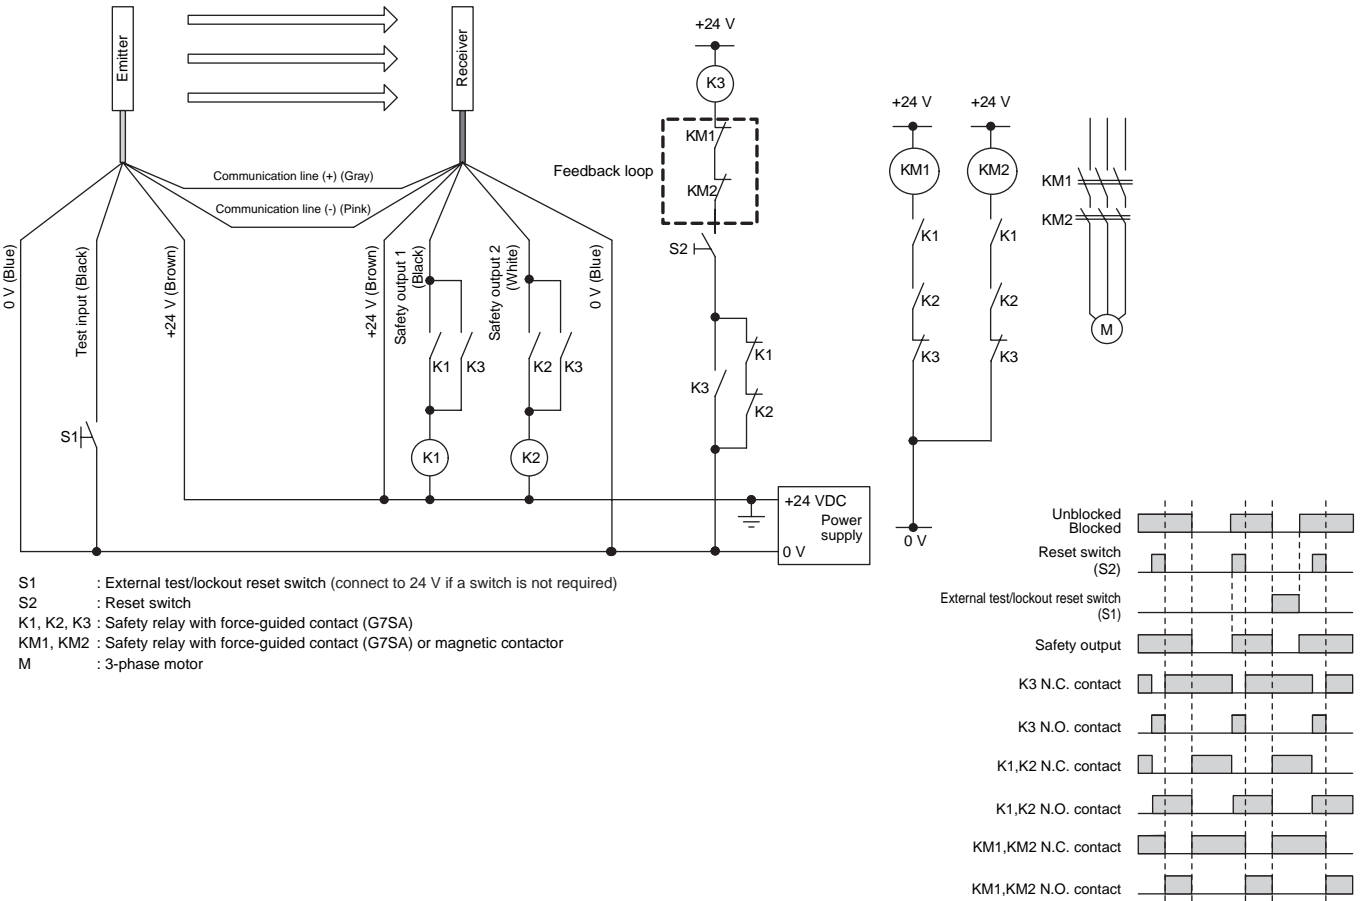 Emitter
Receiver
Communication line (+) (Gray)
Communication line (-) (Pink)
0 V (Blue)
Test input (Black)
+24 V (Brown)
+24 V (Brown)
Safety output 1
(Black)
Safety output 2
(White)
0 V (Blue)
S1
K1
K3
K2
K3
K1
K2
+24 V
K3
KM1
Feedback loop
KM2
S2
K1
K3
K2
+24 VDC
Power
supply
0 V
+24 V
+24 V
KM1
KM2
K1
K1
K2
K2
K3
K3
0 V
KM1
KM2
M
S1 : External test/lockout reset switch (connect to 24 V if a switch is not required)
S2 : Reset switch
K1, K2, K3 : Safety relay with force-guided contact (G7SA)
KM1, KM2 : Safety relay with force-guided contact (G7SA) or magnetic contactor
M : 3-phase motor
Unblocked
Blocked
Reset switch
(S2)
External test/lockout reset switch
(S1)
Safety output
K3 N.C. contact
K3 N.O. contact
K1,K2 N.C. contact
K1,K2 N.O. contact
KM1,KM2 N.C. contact
KM1,KM2 N.O. contact